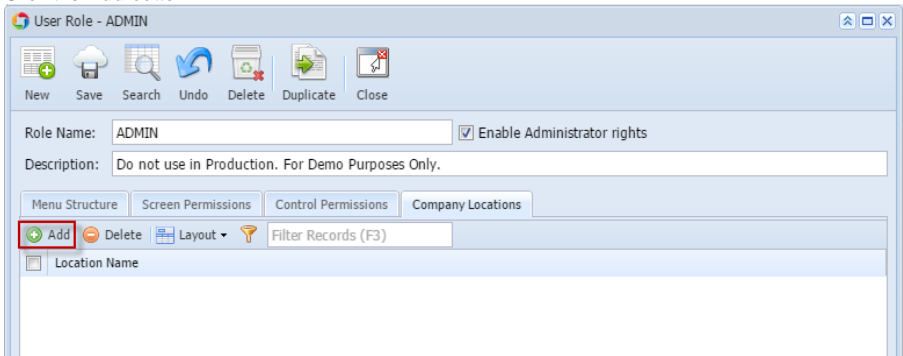 User Role - ADMIN
New Save Search Undo Delete Duplicate Close
Role Name: ADMIN Enable Administrator rights
Description: Do not use in Production. For Demo Purposes Only.
Menu Structure Screen Permissions Control Permissions Company Locations
Add Delete Layout Filter Records (F3)
Location Name